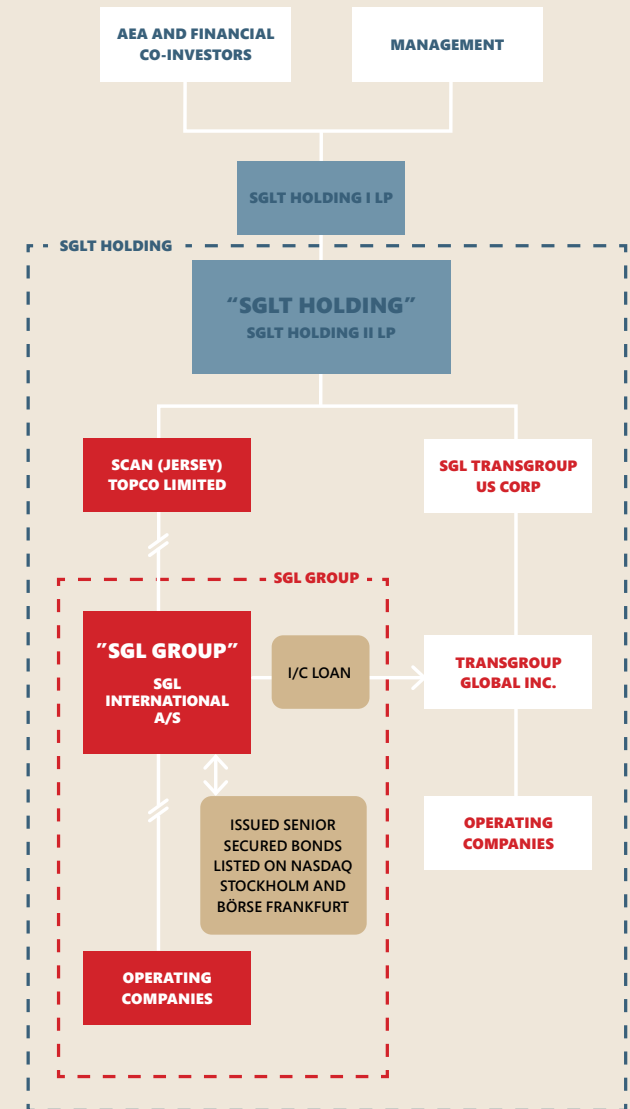 AEA AND FINANCIAL
CO-INVESTORS
MANAGEMENT
SGLT HOLDING I LP
SGLT HOLDING
“SGLT HOLDING”
SGLT HOLDING II LP
SCAN (JERSEY)
TOPCO LIMITED
SGL TRANSGROUP
US CORP
SGL GROUP
”SGL GROUP”
SGL
INTERNATIONAL
A/S
I/C LOAN
TRANSGROUP
GLOBAL INC.
ISSUED SENIOR
SECURED BONDS
LISTED ON NASDAQ
STOCKHOLM AND
BÖRSE FRANKFURT
OPERATING
COMPANIES
OPERATING
COMPANIES